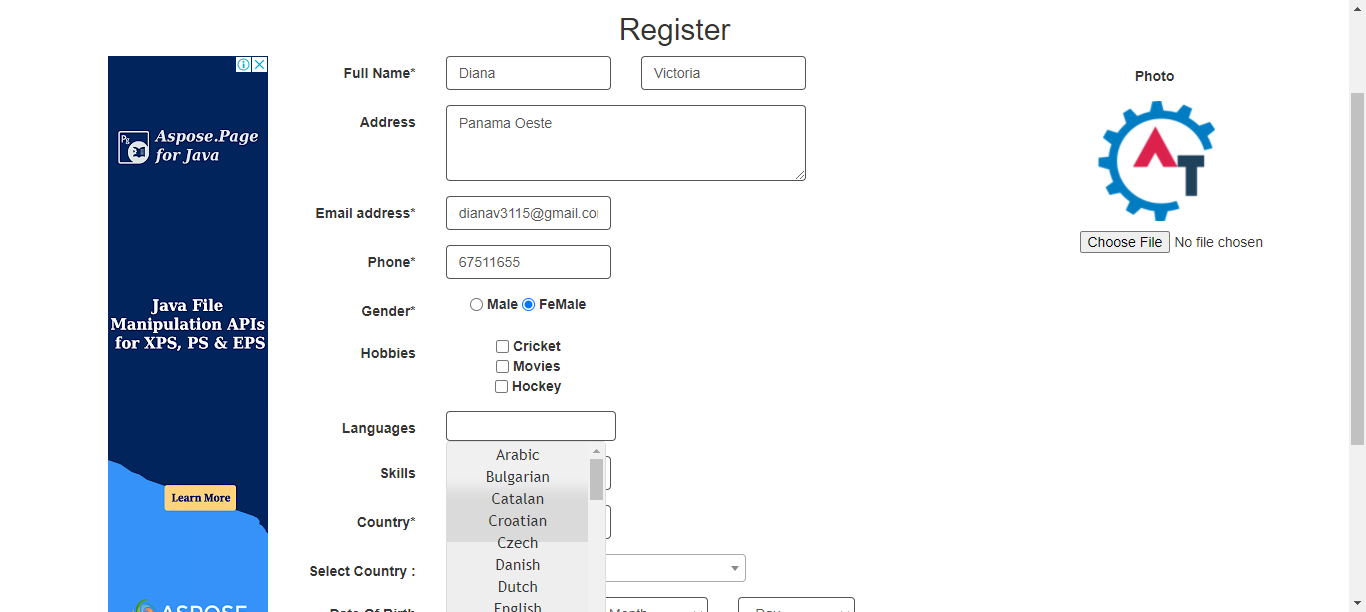 Register
Aspose.Page
for Java
Pg
Java File
Manipulation APIs
for XPS, PS & EPS
Learn More
ASPOSE
Full Name* Diana Victoria
Address Panama Oeste
Email address* dianav3115@gmail.co
Phone* 67511655
Gender* Male FeMale
Hobbies Cricket
Movies
Hockey
Languages
Arabic
Skills
Bulgarian
Catalan
Country* Croatian
Czech
Danish
Select Country :
Dutch
English
Date Of Birth Month Day
Photo
AT
Choose File No file chosen